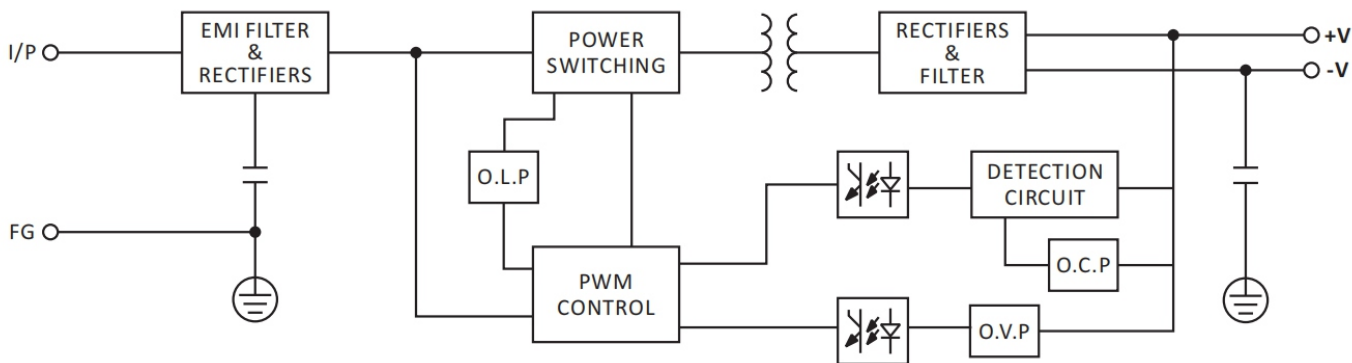 I/P
EMI FILTER
&
RECTIFIERS
POWER
SWITCHING
RECTIFIERS
&
FILTER
+V
-V
O.L.P
DETECTION
CIRCUIT
FG
O.C.P
PWM
CONTROL
O.V.P